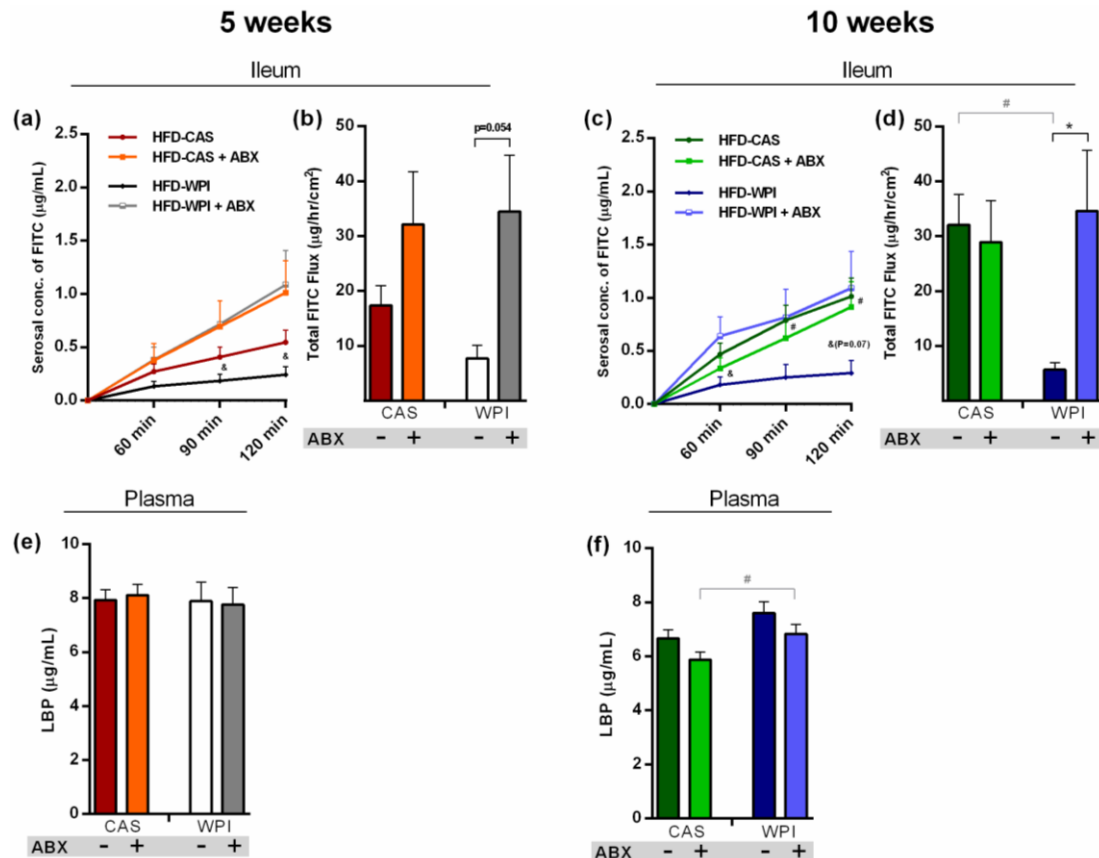 5 weeks
10 weeks
Ileum
Ileum
(a)
Serosal conc. of FITC (μg/mL)
2.5
2.0
1.5
1.0
0.5
0.0
HFD-CAS
HFD-CAS + ABX
HFD-WPI
HFD-WPI + ABX
&
&
60 min
90 min
120 min
(b)
Total FITC Flux (μg/hr/cm²)
50
40
30
20
10
p=0.054
CAS
WPI
ABX - + - +
(c)
Serosal conc. of FITC (μg/mL)
2.5
2.0
1.5
1.0
0.5
0.0
HFD-CAS
HFD-CAS + ABX
HFD-WPI
HFD-WPI + ABX
#
#
&(P=0.07)
&
60 min
90 min
120 min
(d)
Total FITC Flux (μg/hr/cm²)
50
40
30
20
10
#
*
CAS
WPI
ABX - + - +
Plasma
Plasma
(e)
LBP (μg/mL)
10
8
6
4
2
0
CAS
WPI
ABX - + - +
(f)
LBP (μg/mL)
10
8
6
4
2
0
#
CAS
WPI
ABX - + - +